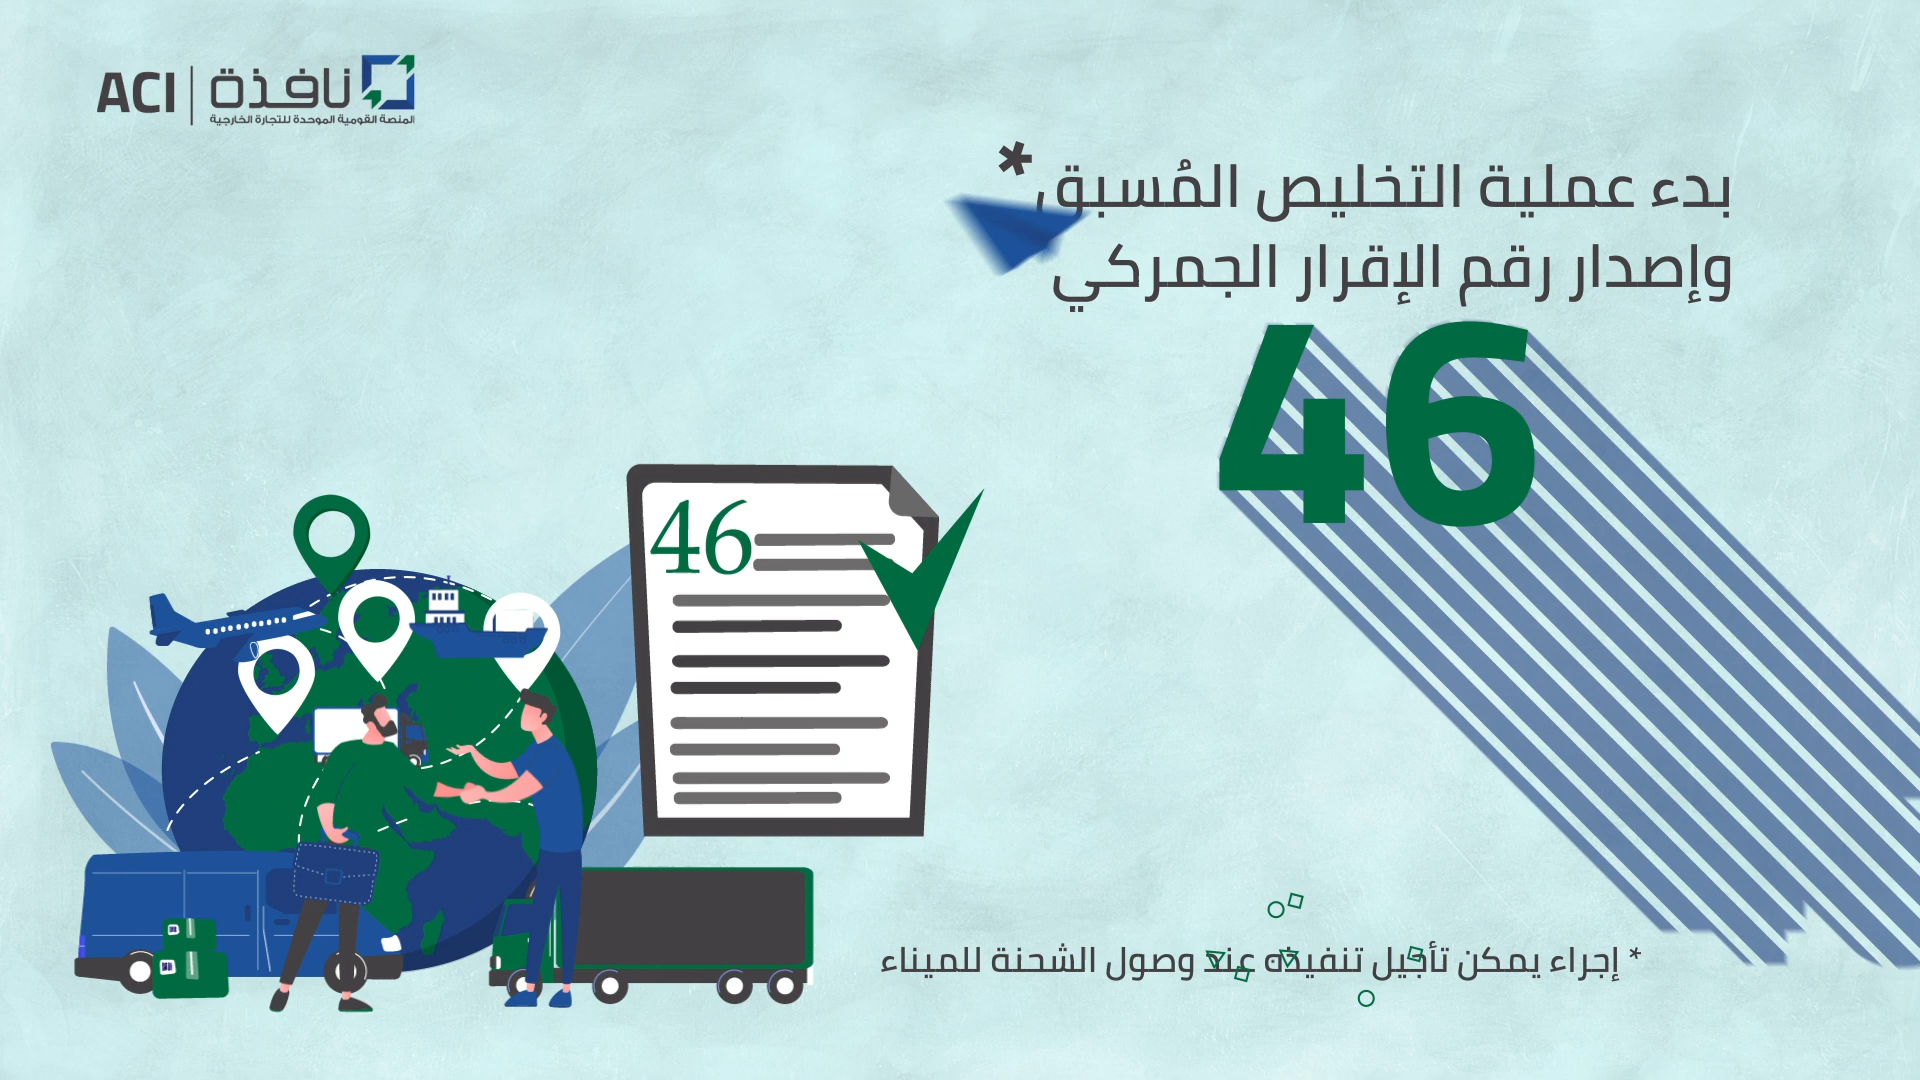 ACI | نافذة
المنصة القومية الموحدة للتجارة الخارجية
بدء عملية التخليص المُسبق*
وإصدار رقم الإقرار الجمركي
46
46
* إجراء يمكن تأجيل تنفيذه عند وصول الشحنة للميناء